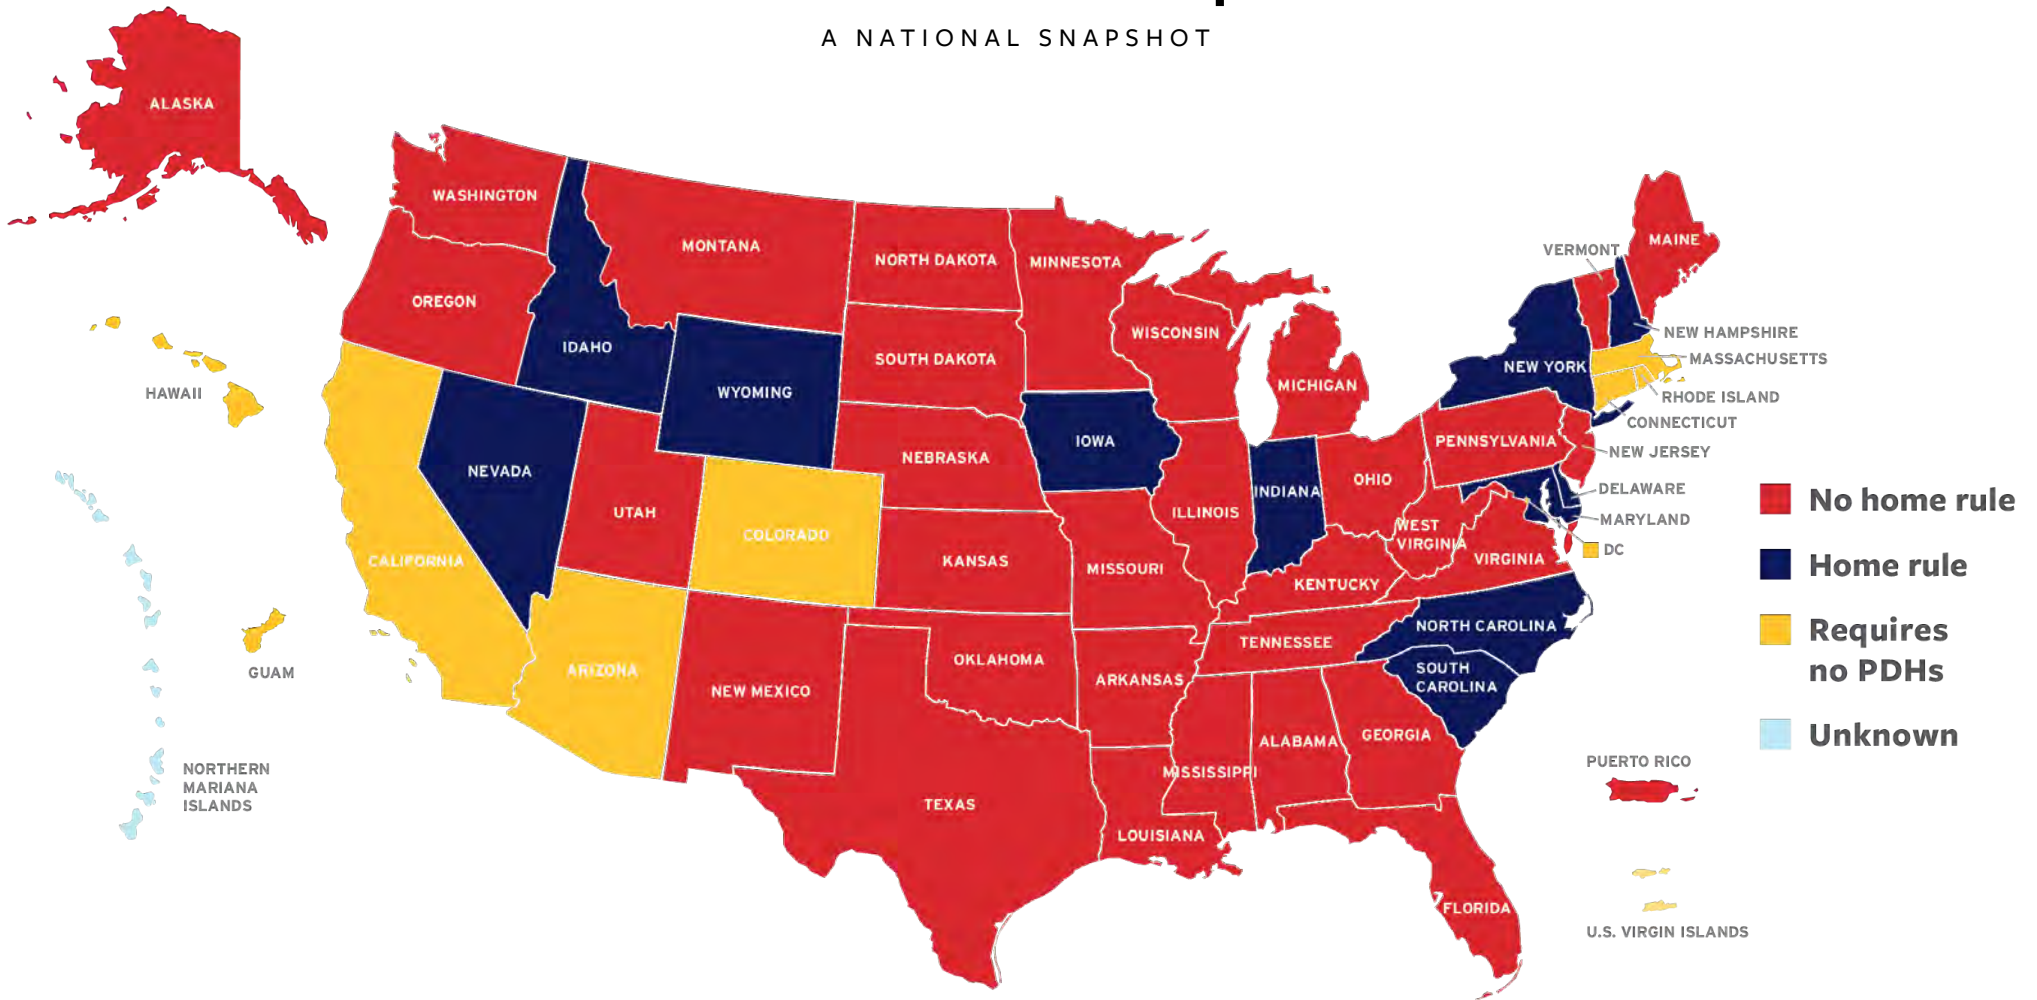 A NATIONAL SNAPSHOT
ALASKA
WASHINGTON
MONTANA
NORTH DAKOTA
MINNESOTA
VERMONT
MAINE
OREGON
IDAHO
SOUTH DAKOTA
WISCONSIN
NEW HAMPSHIRE
MASSACHUSETTS
NEW YORK
WYOMING
MICHIGAN
HAWAII
RHODE ISLAND
CONNECTICUT
IOWA
PENNSYLVANIA
NEW JERSEY
NEVADA
NEBRASKA
OHIO
DELAWARE
INDIANA
ILLINOIS
UTAH
MARYLAND
WEST
VIRGINIA
COLORADO
DC
CALIFORNIA
KANSAS
MISSOURI
VIRGINIA
KENTUCKY
NORTH CAROLINA
TENNESSEE
GUAM
ARIZONA
OKLAHOMA
SOUTH
CAROLINA
ARKANSAS
NEW MEXICO
NORTHERN
MARIANA
ISLANDS
ALABAMA
GEORGIA
MISSISSIPPI
TEXAS
LOUISIANA
FLORIDA
PUERTO RICO
U.S. VIRGIN ISLANDS
No home rule
Home rule
Requires
no PDHs
Unknown